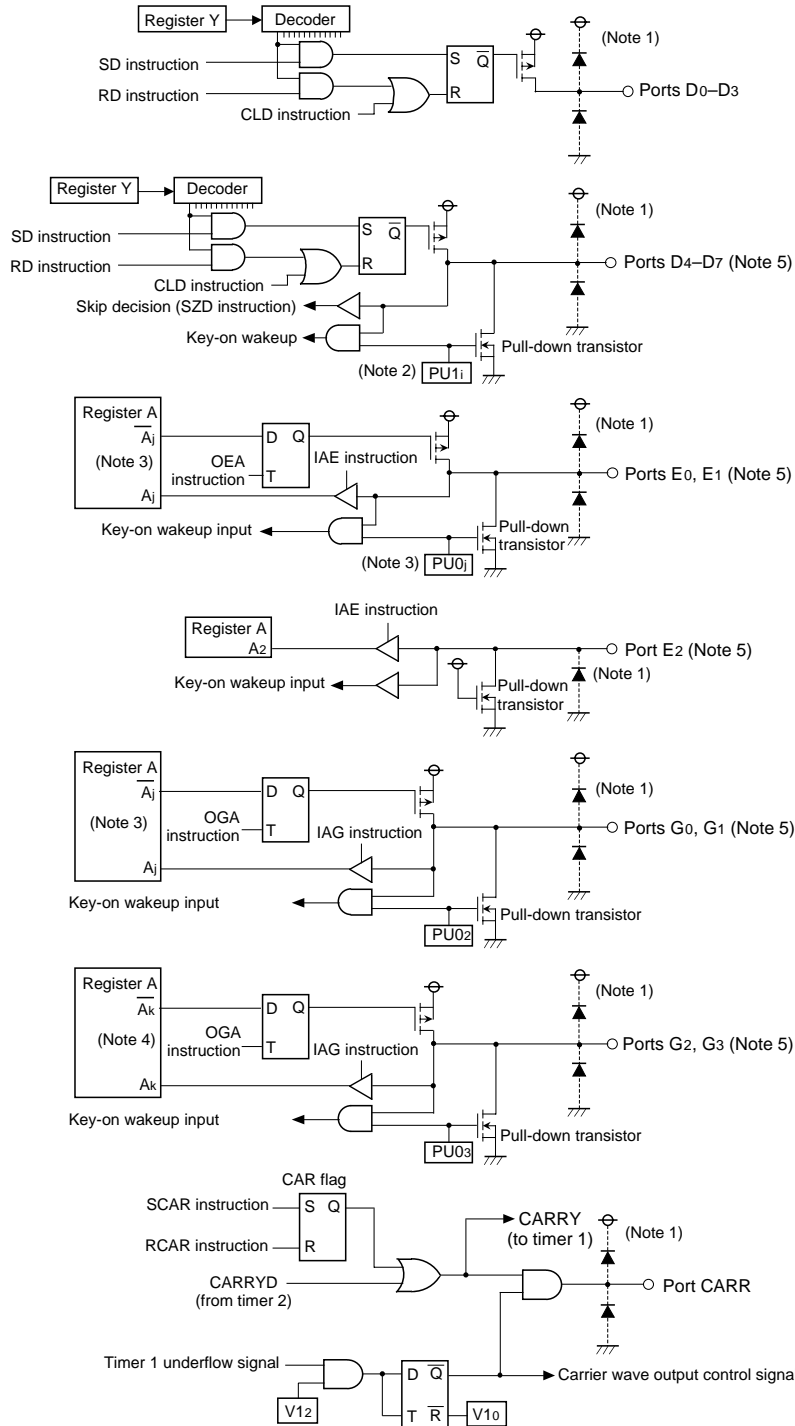 Register Y
Decoder
(Note 1)
SD instruction
S
Q
RD instruction
R
Ports D0–D3
CLD instruction
Register Y
Decoder
(Note 1)
SD instruction
S
Q
RD instruction
R
Ports D4–D7 (Note 5)
CLD instruction
Skip decision (SZD instruction)
Key-on wakeup
Pull-down transistor
(Note 2)
PU1i
Register A
(Note 1)
Aj
D
Q
(Note 3)
OEA
instruction
IAE instruction
T
Aj
Ports E0, E1 (Note 5)
Key-on wakeup input
Pull-down
transistor
(Note 3)
PU0j
IAE instruction
Register A
A2
Port E2 (Note 5)
Key-on wakeup input
Pull-down
transistor
(Note 1)
Register A
(Note 1)
Aj
D
Q
(Note 3)
OGA
instruction
T
IAG instruction
Ports G0, G1 (Note 5)
Aj
Key-on wakeup input
Pull-down transistor
PU02
Register A
(Note 1)
Ak
D
Q
(Note 4)
OGA
instruction
T
IAG instruction
Ports G2, G3 (Note 5)
Ak
Key-on wakeup input
Pull-down transistor
PU03
CAR flag
SCAR instruction
S
Q
CARRY
(to timer 1)
(Note 1)
RCAR instruction
R
CARRYD
(from timer 2)
Port CARR
Timer 1 underflow signal
D
Q
Carrier wave output control signa
V12
T
R
V10